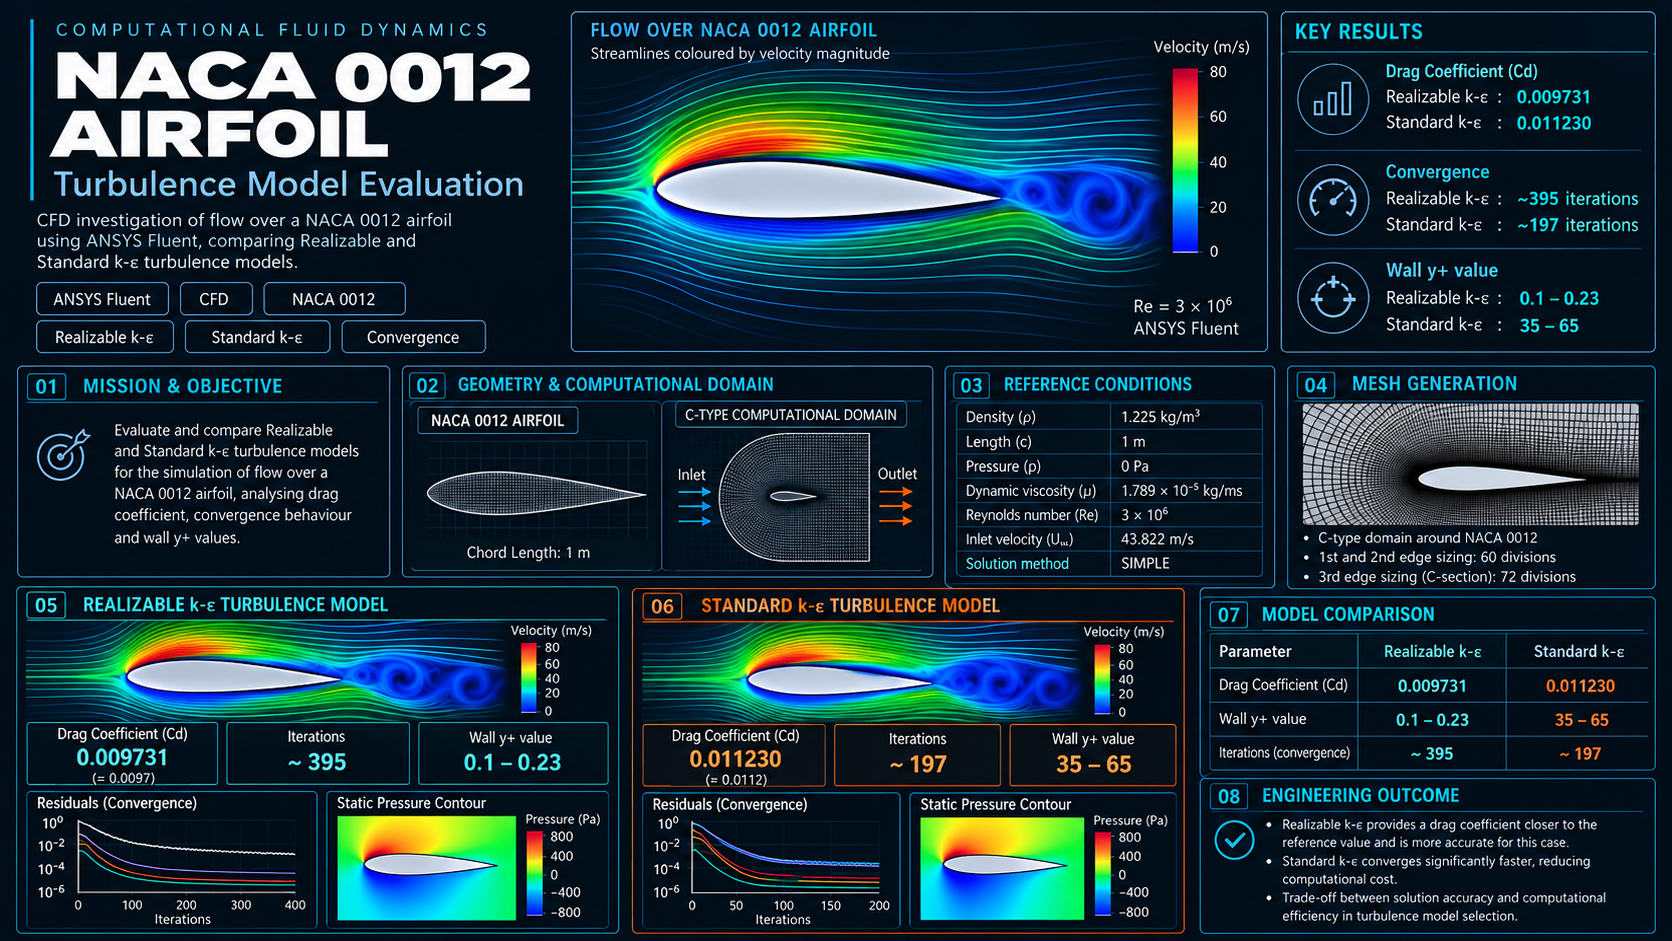 COMPUTATIONAL FLUID DYNAMICS
NACA 0012
AIRFOIL
Turbulence Model Evaluation
CFD investigation of flow over a NACA 0012 airfoil
using ANSYS Fluent, comparing Realizable and
Standard k-ε turbulence models.
ANSYS Fluent
CFD
NACA 0012
Realizable k-ε
Standard k-ε
Convergence
FLOW OVER NACA 0012 AIRFOIL
Streamlines coloured by velocity magnitude
Velocity (m/s)
80
60
40
20
0
Re = 3 × 10⁶
ANSYS Fluent
KEY RESULTS
Drag Coefficient (Cd)
Realizable k-ε : 0.009731
Standard k-ε : 0.011230
Convergence
Realizable k-ε : ~395 iterations
Standard k-ε : ~197 iterations
Wall y+ value
Realizable k-ε : 0.1 – 0.23
Standard k-ε : 35 – 65
01 MISSION & OBJECTIVE
Evaluate and compare Realizable
and Standard k-ε turbulence models
for the simulation of flow over a
NACA 0012 airfoil, analysing drag
coefficient, convergence behaviour
and wall y+ values.
02 GEOMETRY & COMPUTATIONAL DOMAIN
NACA 0012 AIRFOIL
Chord Length: 1 m
C-TYPE COMPUTATIONAL DOMAIN
Inlet
Outlet
03 REFERENCE CONDITIONS
Density (ρ) 1.225 kg/m³
Length (c) 1 m
Pressure (p) 0 Pa
Dynamic viscosity (μ) 1.789 × 10⁻⁵ kg/ms
Reynolds number (Re) 3 × 10⁶
Inlet velocity 43.822 m/s
Solution method SIMPLE
04 MESH GENERATION
• C-type domain around NACA 0012
• 1st and 2nd edge sizing: 60 divisions
• 3rd edge sizing (C-section): 72 divisions
05 REALIZABLE k-ε TURBULENCE MODEL
Velocity (m/s)
80
60
40
20
0
Drag Coefficient (Cd)
0.009731
(= 0.0097)
Iterations
~ 395
Wall y+ value
0.1 – 0.23
Residuals (Convergence)
10⁰
10⁻²
10⁻⁴
10⁻⁶
0 100 200 300 400
Iterations
Static Pressure Contour
Pressure (Pa)
800
400
0
−400
−800
06 STANDARD k-ε TURBULENCE MODEL
Velocity (m/s)
80
60
40
20
0
Drag Coefficient (Cd)
0.011230
(= 0.0112)
Iterations
~ 197
Wall y+ value
35 – 65
Residuals (Convergence)
10⁰
10⁻²
10⁻⁴
10⁻⁶
0 50 100 150 200
Iterations
Static Pressure Contour
Pressure (Pa)
800
400
0
−400
−800
07 MODEL COMPARISON
Parameter Realizable k-ε Standard k-ε
Drag Coefficient (Cd) 0.009731 0.011230
Wall y+ value 0.1 – 0.23 35 – 65
Iterations (convergence) ~ 395 ~ 197
08 ENGINEERING OUTCOME
• Realizable k-ε provides a drag coefficient closer to the
reference value and is more accurate for this case.
• Standard k-ε converges significantly faster, reducing
computational cost.
• Trade-off between solution accuracy and computational
efficiency in turbulence model selection.